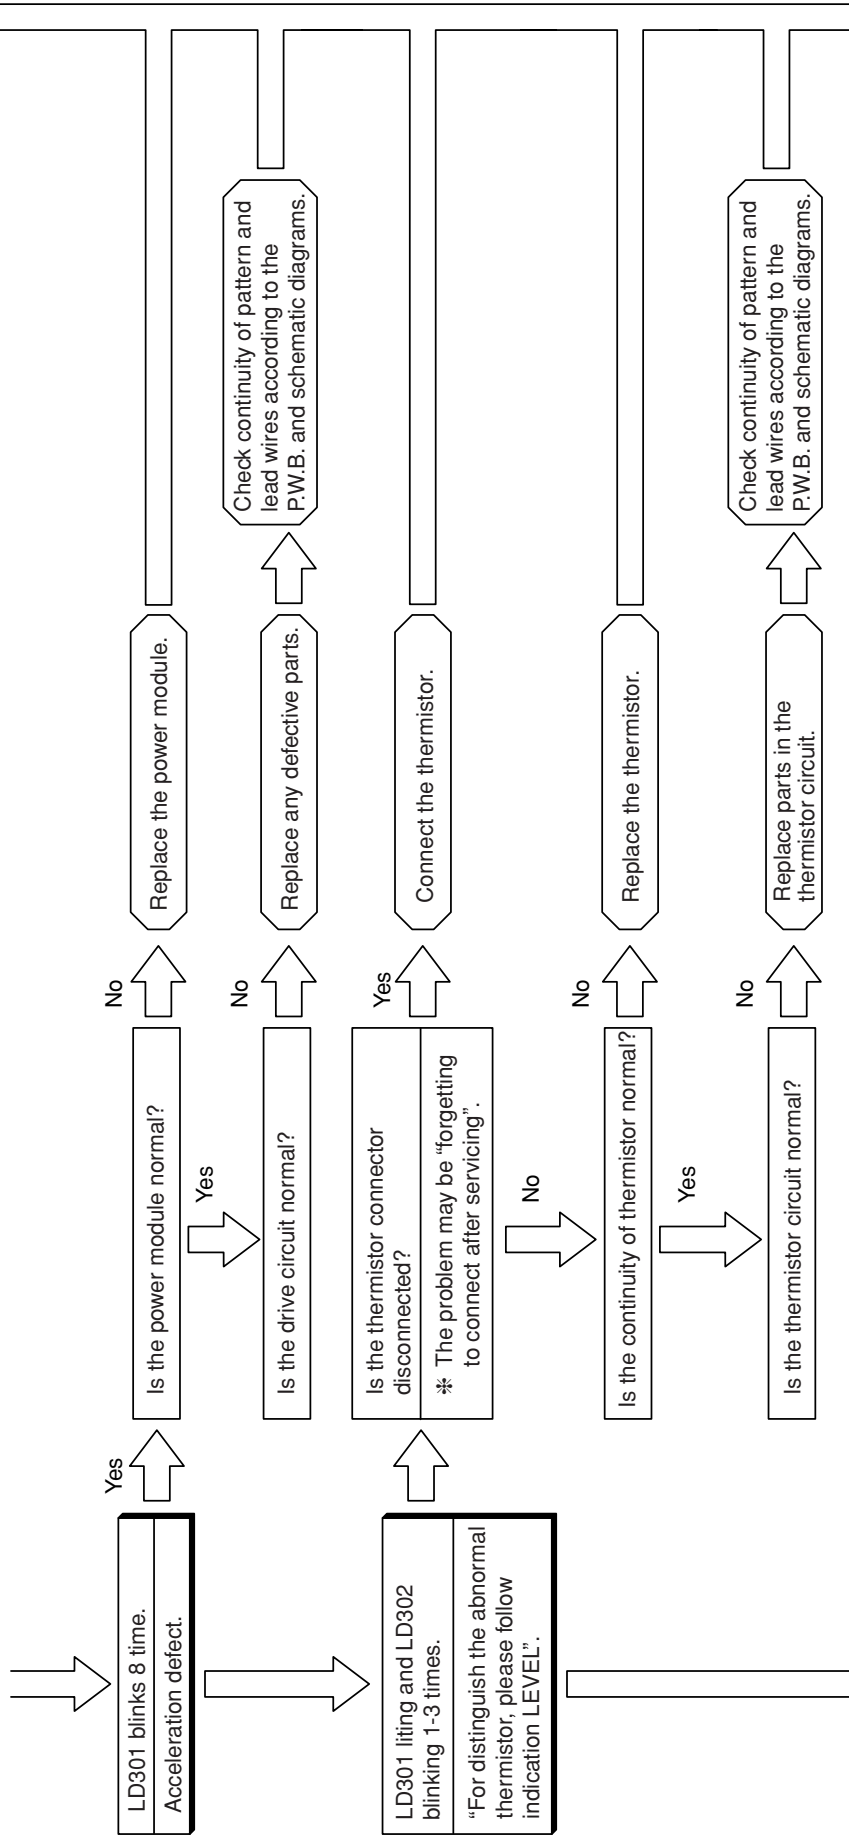 LD301 blinks 8 time.
Acceleration defect.
Yes
Is the power module normal?
No
Replace the power module.
Yes
Is the drive circuit normal?
No
Replace any defective parts.
Check continuity of pattern and
lead wires according to the
P.W.B. and schematic diagrams.
LD301 liting and LD302
blinking 1-3 times.
“For distinguish the abnormal
thermistor, please follow
indication LEVEL”.
Is the thermistor connector
disconnected?
❇ The problem may be “forgetting
to connect after servicing”.
Yes
Connect the thermistor.
No
Is the continuity of thermistor normal?
No
Replace the thermistor.
Yes
Is the thermistor circuit normal?
No
Replace parts in the
thermistor circuit.
Check continuity of pattern and
lead wires according to the
P.W.B. and schematic diagrams.